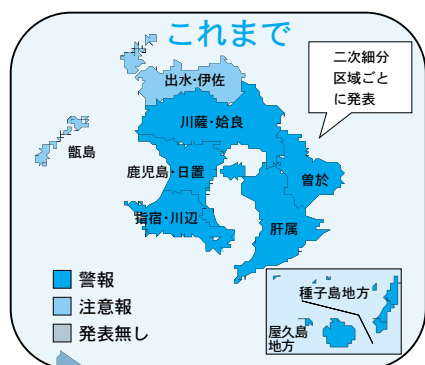 これまで
二次細分
区域ごと
に発表
出水・伊佐
川薩・姶良
甑島
鹿児島・日置
曽於
指宿・川辺
肝属
警報
注意報
発表無し
種子島地方
屋久島
地方